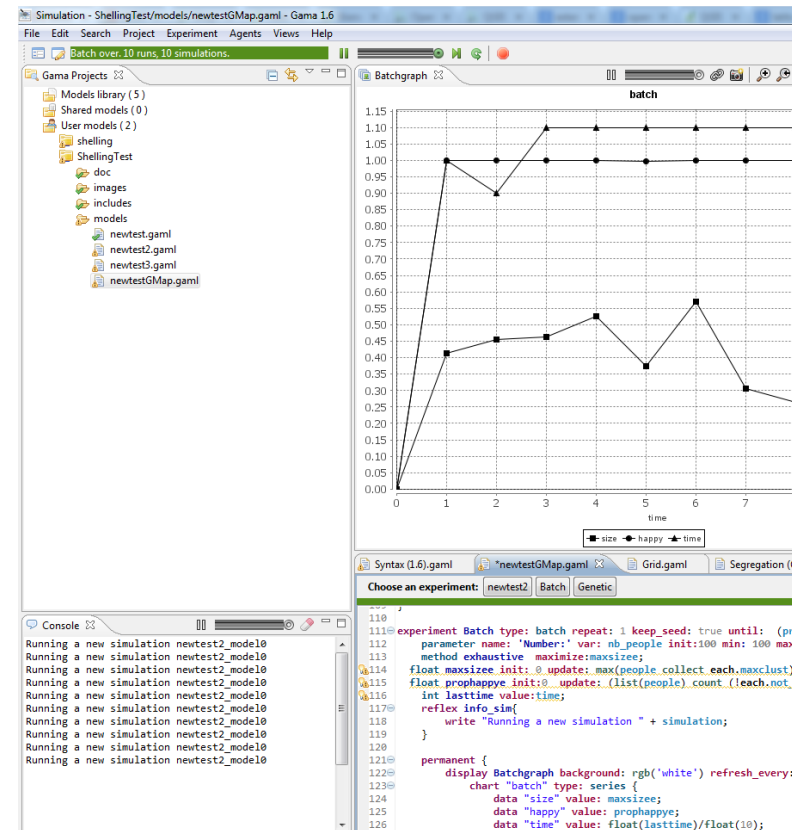 Simulation - ShellingTest/models/newtestGMap.gaml - Gama 1.6
File Edit Search Project Experiment Agents Views Help
Batch over. 10 runs, 10 simulations.
Gama Projects
Models library ( 5 )
Shared models ( 0 )
User models ( 2 )
shelling
ShellingTest
doc
images
includes
models
newtest.gaml
newtest2.gaml
newtest3.gaml
newtestGMap.gaml
Batchgraph
batch
1.15
1.10
1.05
1.00
0.95
0.90
0.85
0.80
0.75
0.70
0.65
0.60
0.55
0.50
0.45
0.40
0.35
0.30
0.25
0.20
0.15
0.10
0.05
0.00
0 1 2 3 4 5 6 7
time
size happy time
Console
Running a new simulation newtest2_model0
Running a new simulation newtest2_model0
Running a new simulation newtest2_model0
Running a new simulation newtest2_model0
Running a new simulation newtest2_model0
Running a new simulation newtest2_model0
Running a new simulation newtest2_model0
Running a new simulation newtest2_model0
Running a new simulation newtest2_model0
Running a new simulation newtest2_model0
Syntax (1.6).gaml *newtestGMap.gaml Grid.gaml Segregation (
Choose an experiment: newtest2 Batch Genetic
110
111 experiment Batch type: batch repeat: 1 keep_seed: true until: (pr
112 parameter name: 'Number:' var: nb_people init:100 min: 100 max
113 method exhaustive maximize:maxsizee;
114 float maxsizee init: 0 update: max(people collect each.maxclust)
115 float prophappye init:0 update: (list(people) count (!each.not_
116 int lasttime value:time;
117 reflex info_sim{
118 write "Running a new simulation " + simulation;
119 }
120
121 permanent {
122 display Batchgraph background: rgb('white') refresh_every:
123 chart "batch" type: series {
124 data "size" value: maxsizee;
125 data "happy" value: prophappye;
126 data "time" value: float(lasttime)/float(10);